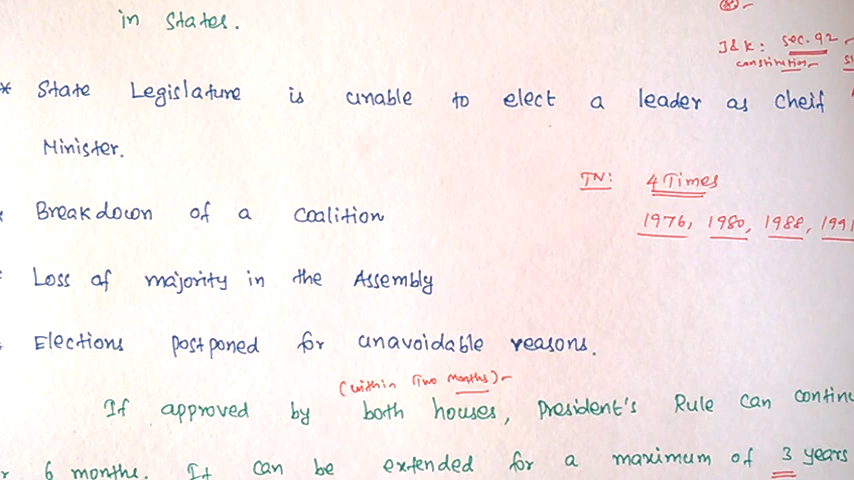 in States.
J&K: Sec. 92
constitution
* State Legislature is unable to elect a leader as cheif
Minister.
TN: 4 Times
1976, 1980, 1988, 1991
Breakdown of a coalition
Loss of majority in the Assembly
Elections postponed for unavoidable reasons.
(within Two months)
If approved by both houses, President's Rule can
6 months. It can be extended for a maximum of 3 years